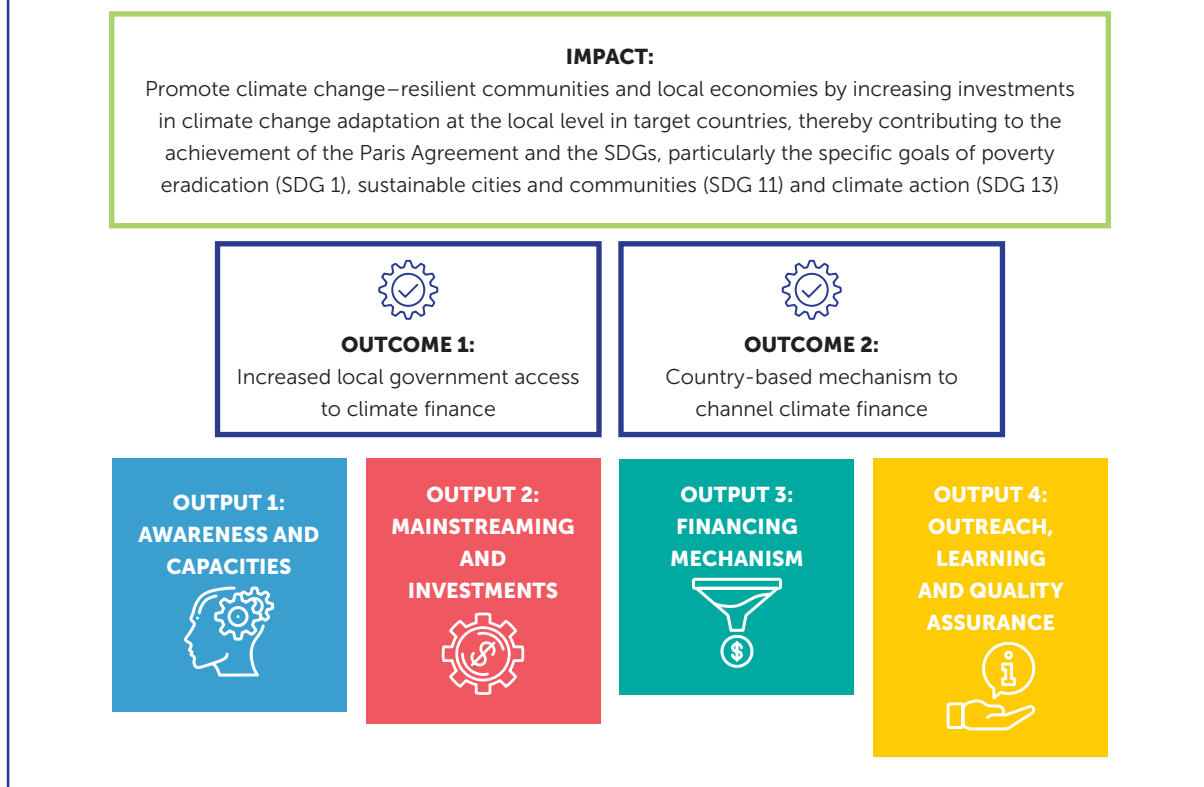 IMPACT:
Promote climate change–resilient communities and local economies by increasing investments
in climate change adaptation at the local level in target countries, thereby contributing to the
achievement of the Paris Agreement and the SDGs, particularly the specific goals of poverty
eradication (SDG 1), sustainable cities and communities (SDG 11) and climate action (SDG 13)
OUTCOME 1:
Increased local government access
to climate finance
OUTCOME 2:
Country-based mechanism to
channel climate finance
OUTPUT 1:
AWARENESS AND
CAPACITIES
OUTPUT 2:
MAINSTREAMING
AND
INVESTMENTS
$
OUTPUT 3:
FINANCING
MECHANISM
$
OUTPUT 4:
OUTREACH,
LEARNING
AND QUALITY
ASSURANCE
i